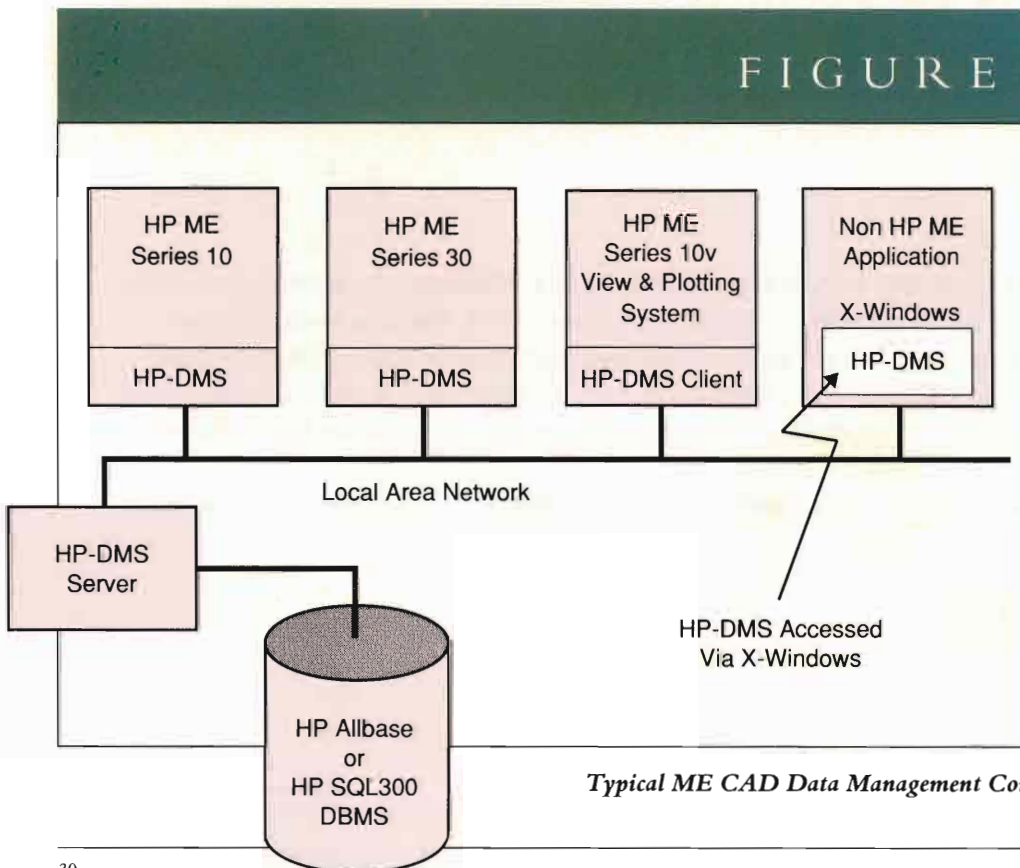 FIGURE
HP ME
Series 10
HP-DMS
HP ME
Series 30
HP-DMS
HP ME
Series 10v
View & Plotting
System
HP-DMS Client
Non HP ME
Application
X-Windows
HP-DMS
Local Area Network
HP-DMS
Server
HP-DMS Accessed
Via X-Windows
HP Allbase
or
HP SQL300
DBMS
Typical ME CAD Data Management